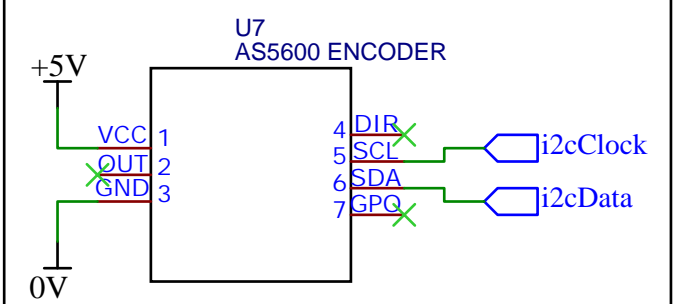 U7
AS5600 ENCODER
+5V
VCC 1
OUT 2
GND 3
0V
4 DIR
5 SCL
6 SDA
7 GPO
i2cClock
i2cData